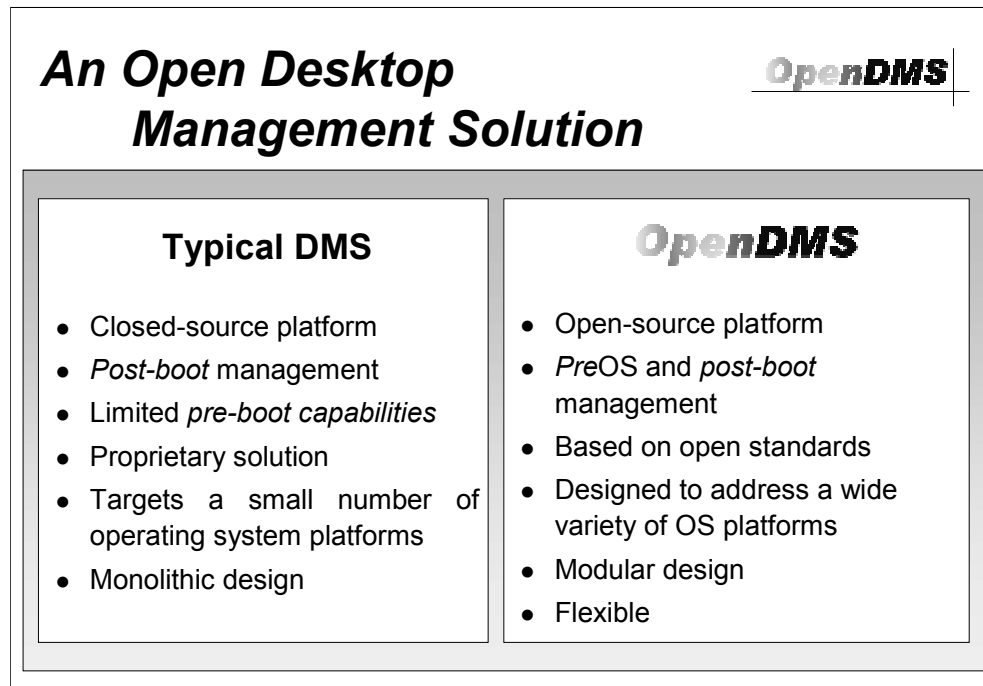 An Open Desktop
Management Solution
OpenDMS
Typical DMS
● Closed-source platform
● Post-boot management
● Limited pre-boot capabilities
● Proprietary solution
● Targets a small number of
operating system platforms
● Monolithic design
OpenDMS
● Open-source platform
● PreOS and post-boot
management
● Based on open standards
● Designed to address a wide
variety of OS platforms
● Modular design
● Flexible